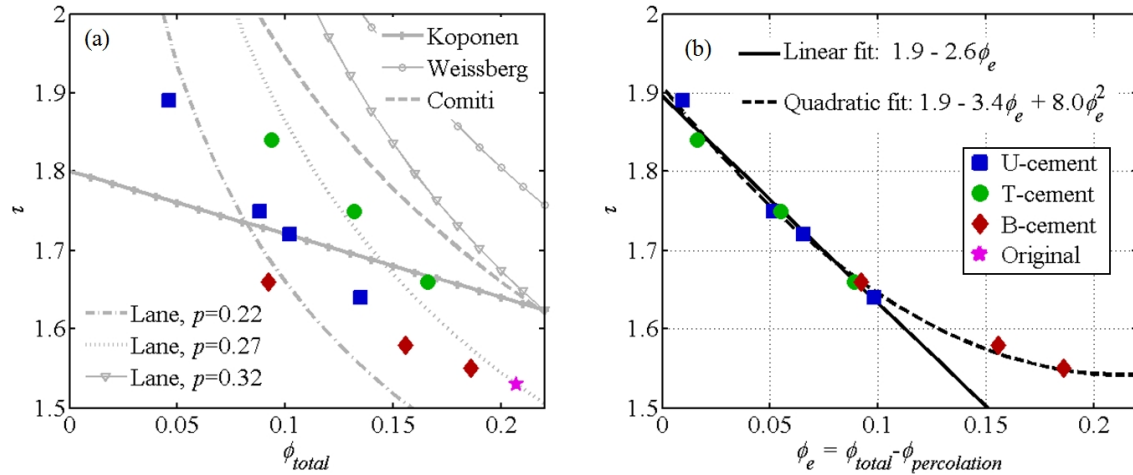 (a)
Koponen
Weissberg
Comiti
Lane, p=0.22
Lane, p=0.27
Lane, p=0.32
2
1.9
1.8
1.7
1.6
1.5
τ
0
0.05
0.1
0.15
0.2
ϕtotal
(b)
Linear fit: 1.9 - 2.6ϕe
Quadratic fit: 1.9 - 3.4ϕe + 8.0ϕe²
U-cement
T-cement
B-cement
Original
2
1.9
1.8
1.7
1.6
1.5
τ
0
0.05
0.1
0.15
0.2
ϕe = ϕtotal-ϕpercolation